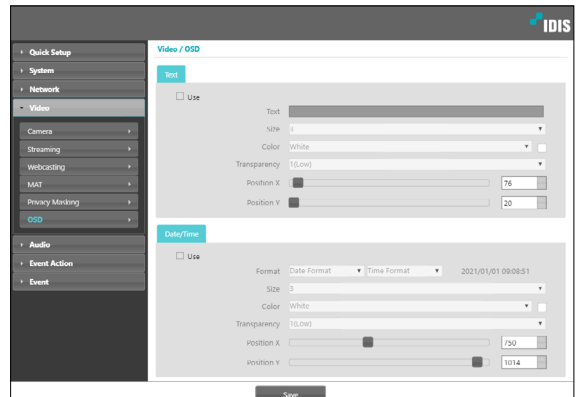 IDIS
Quick Setup
System
Network
Video
Camera
Streaming
Webcasting
MAT
Privacy Masking
OSD
Audio
Event Action
Event
Video / OSD
Text
Use
Text
Size
Color White
Transparency 1(Low)
Position X 76
Position Y 20
Date/Time
Use
Format Date Format Time Format 2021/01/01 09:08:51
Size 3
Color White
Transparency 1(Low)
Position X 750
Position Y 1014
Save